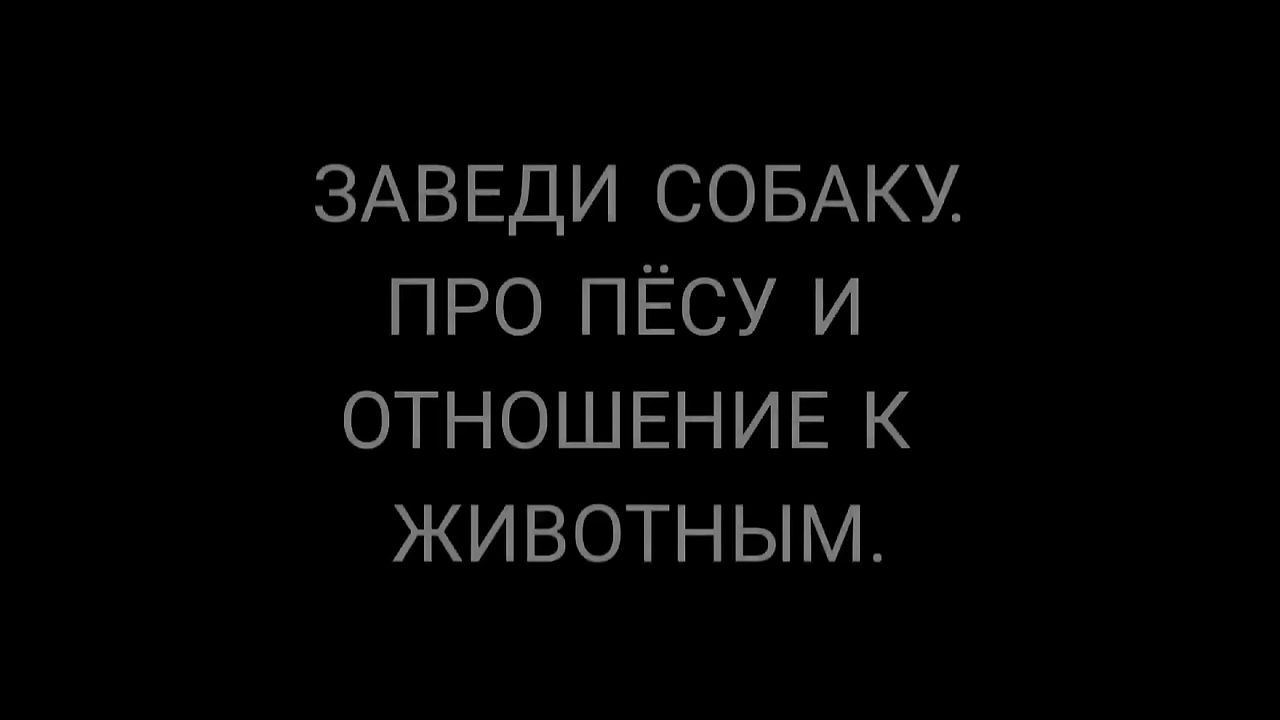 ЗАВЕДИ СОБАКУ.
ПРО ПЁСУ И
ОТНОШЕНИЕ К
ЖИВОТНЫМ.